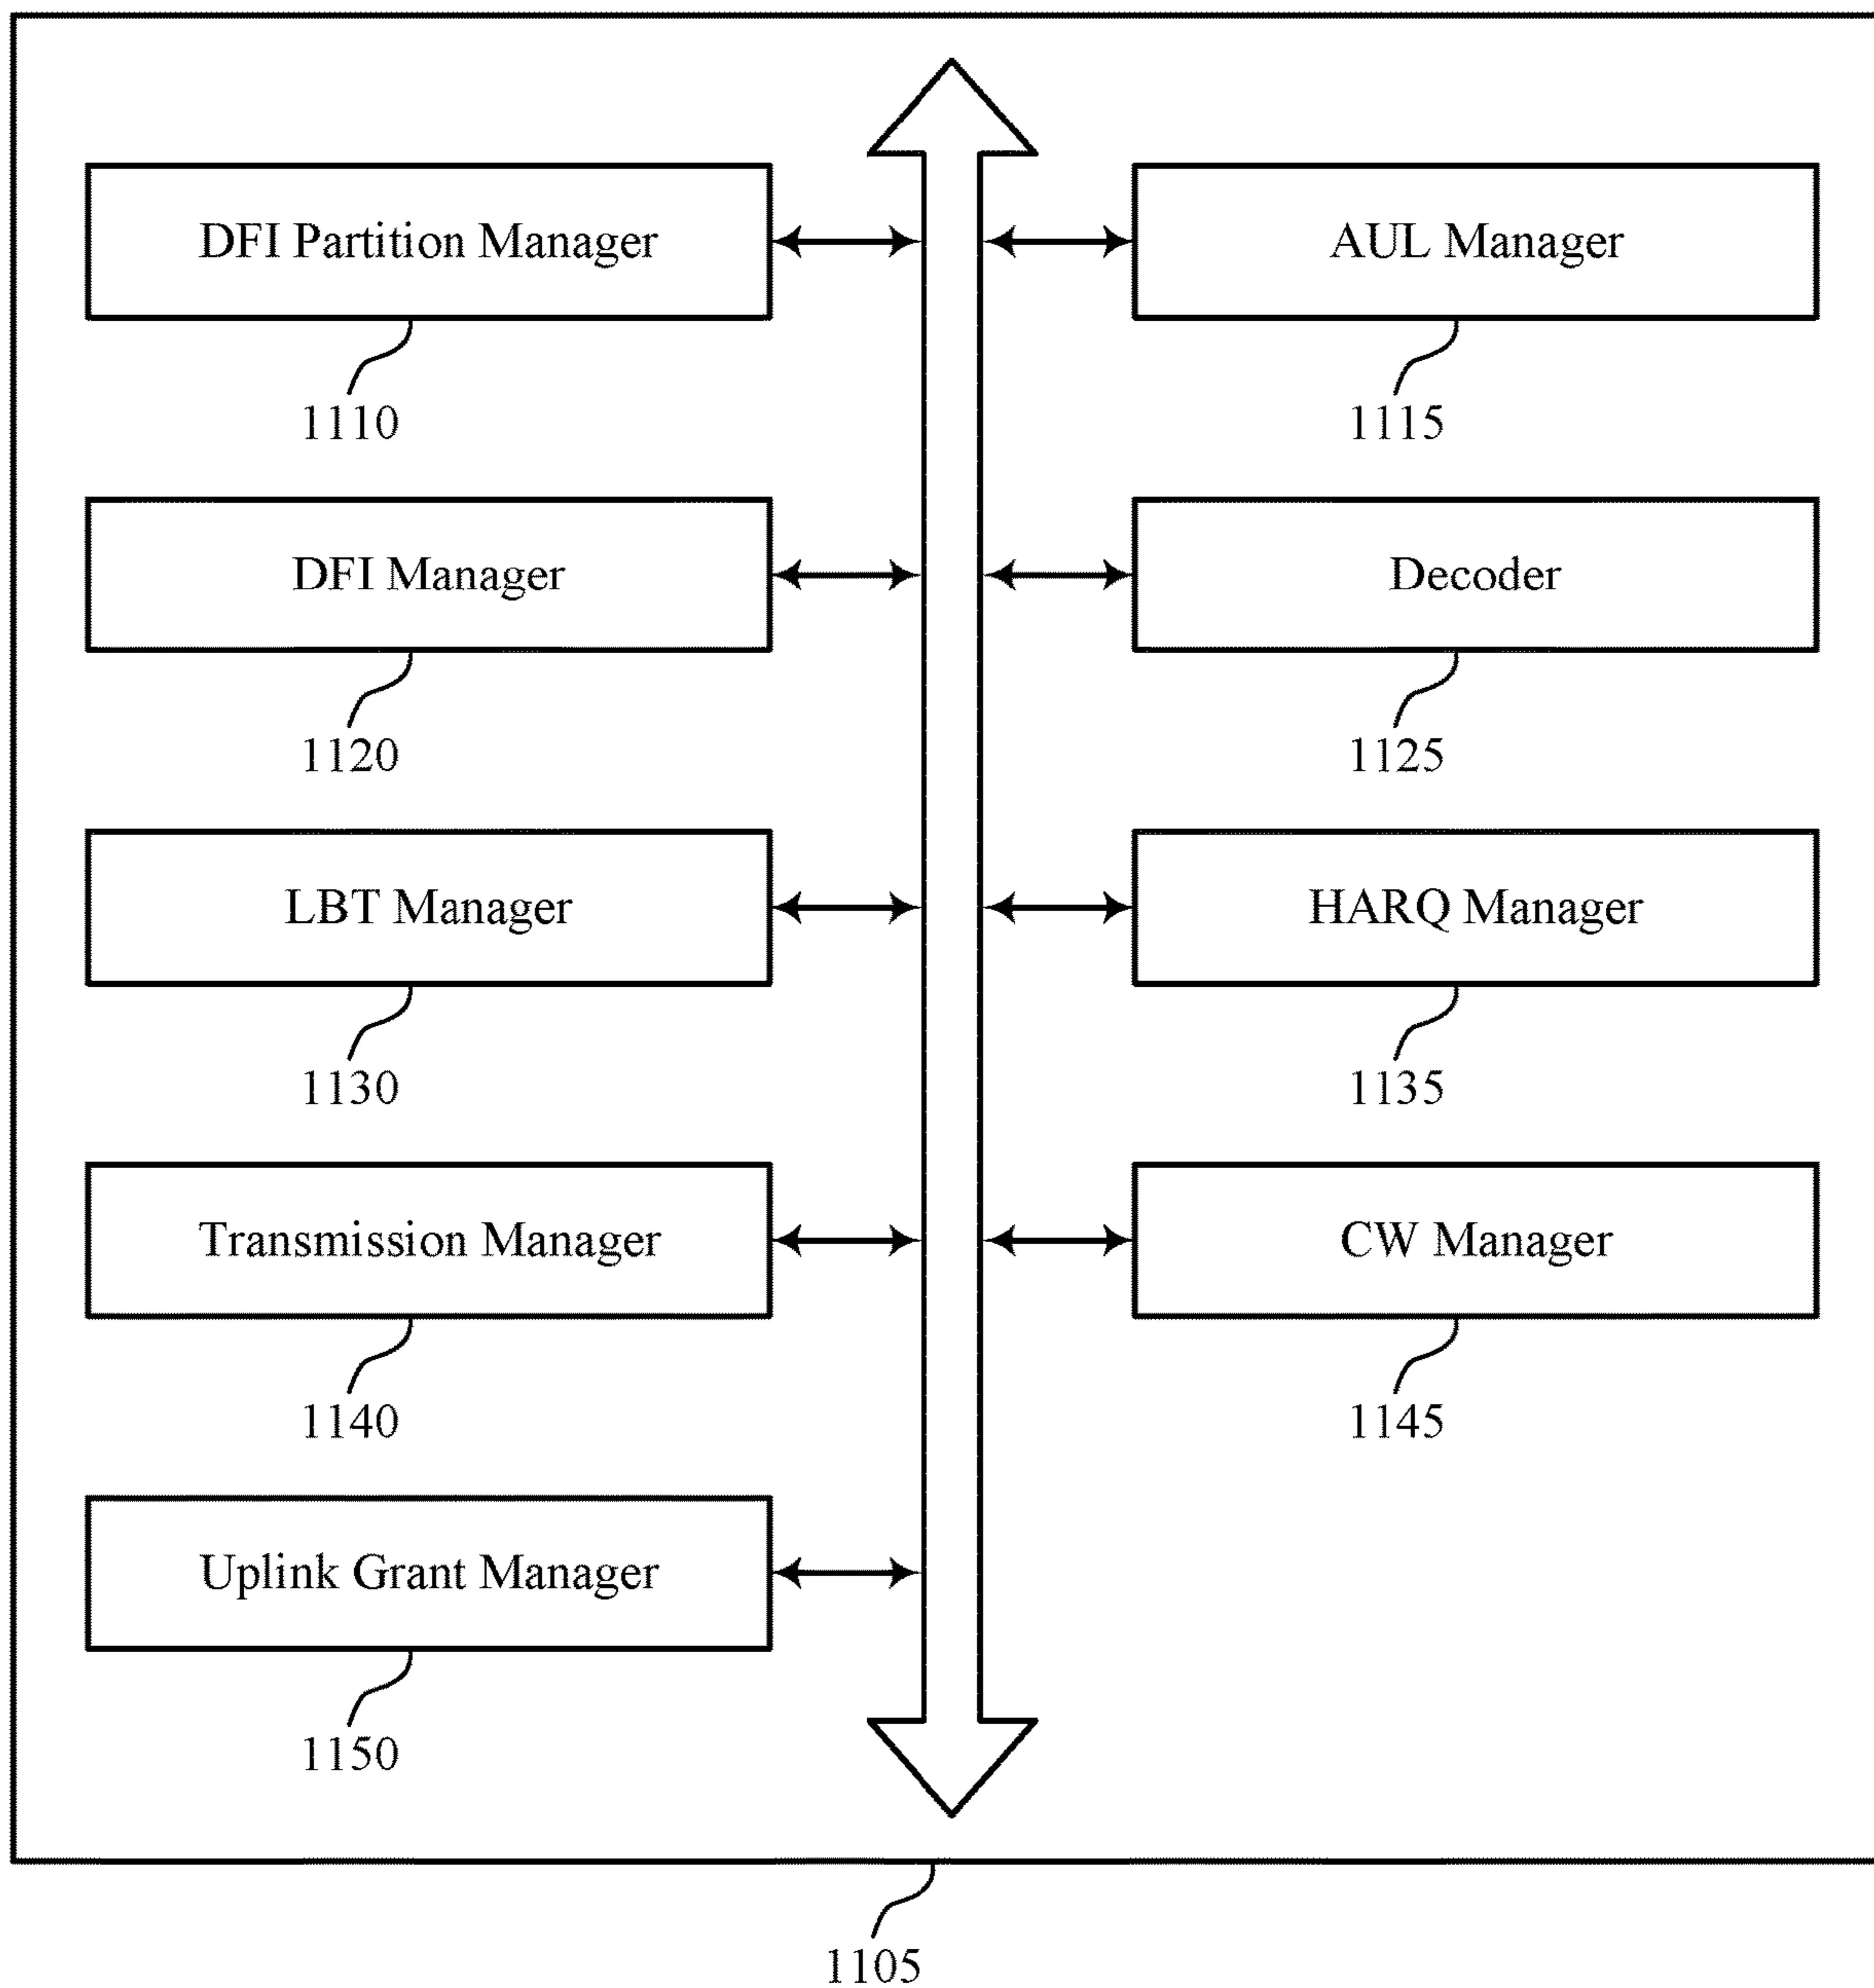 DFI Partition Manager
AUL Manager
1110
1115
DFI Manager
Decoder
1120
1125
LBT Manager
HARQ Manager
1130
1135
Transmission Manager
CW Manager
1140
1145
Uplink Grant Manager
1150
1105